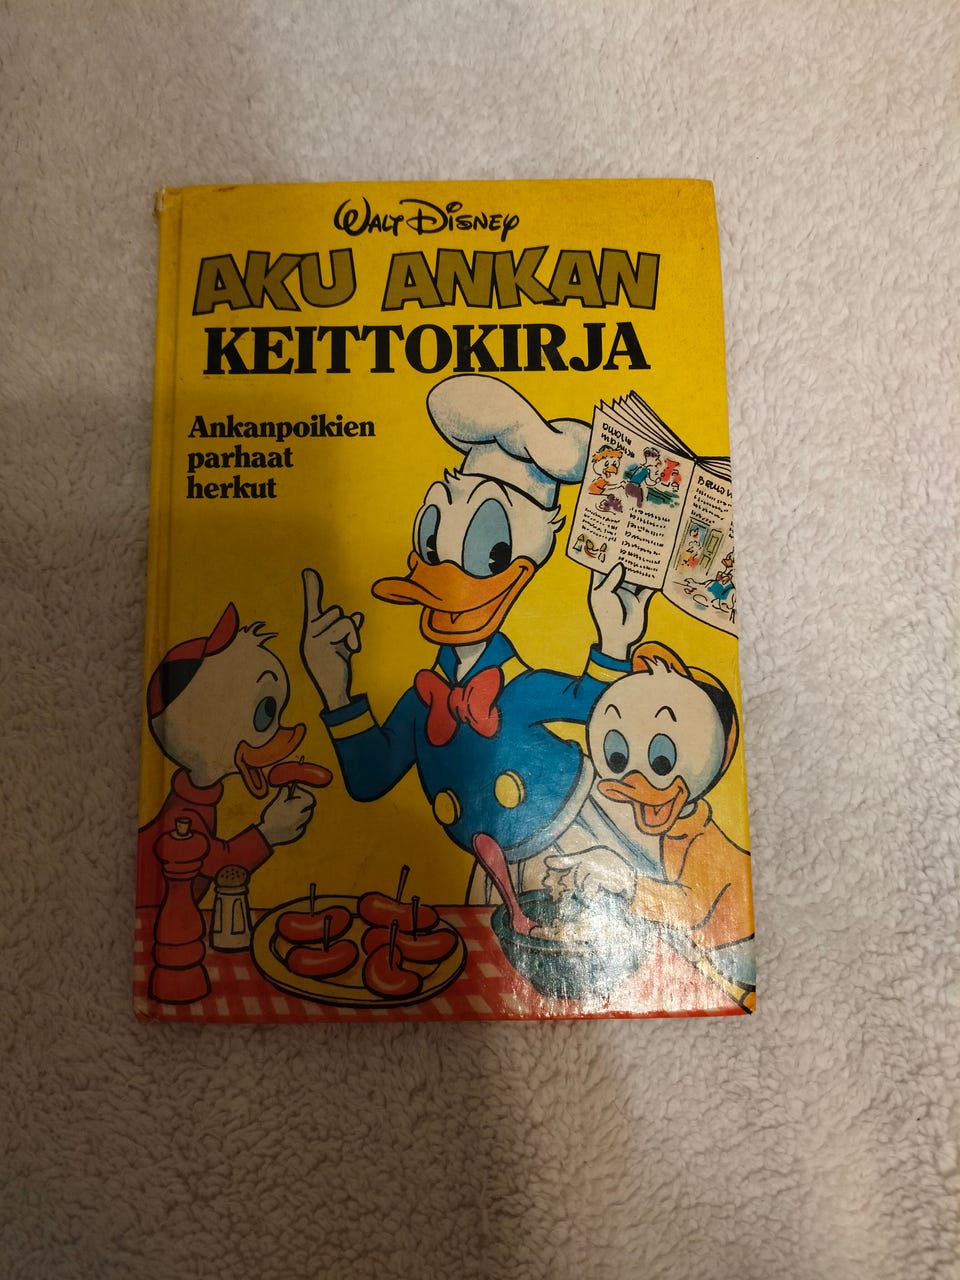 WALT DISNEY
AKU ANKAN
KEITTOKIRJA
Ankanpoikien
parhaat
herkut